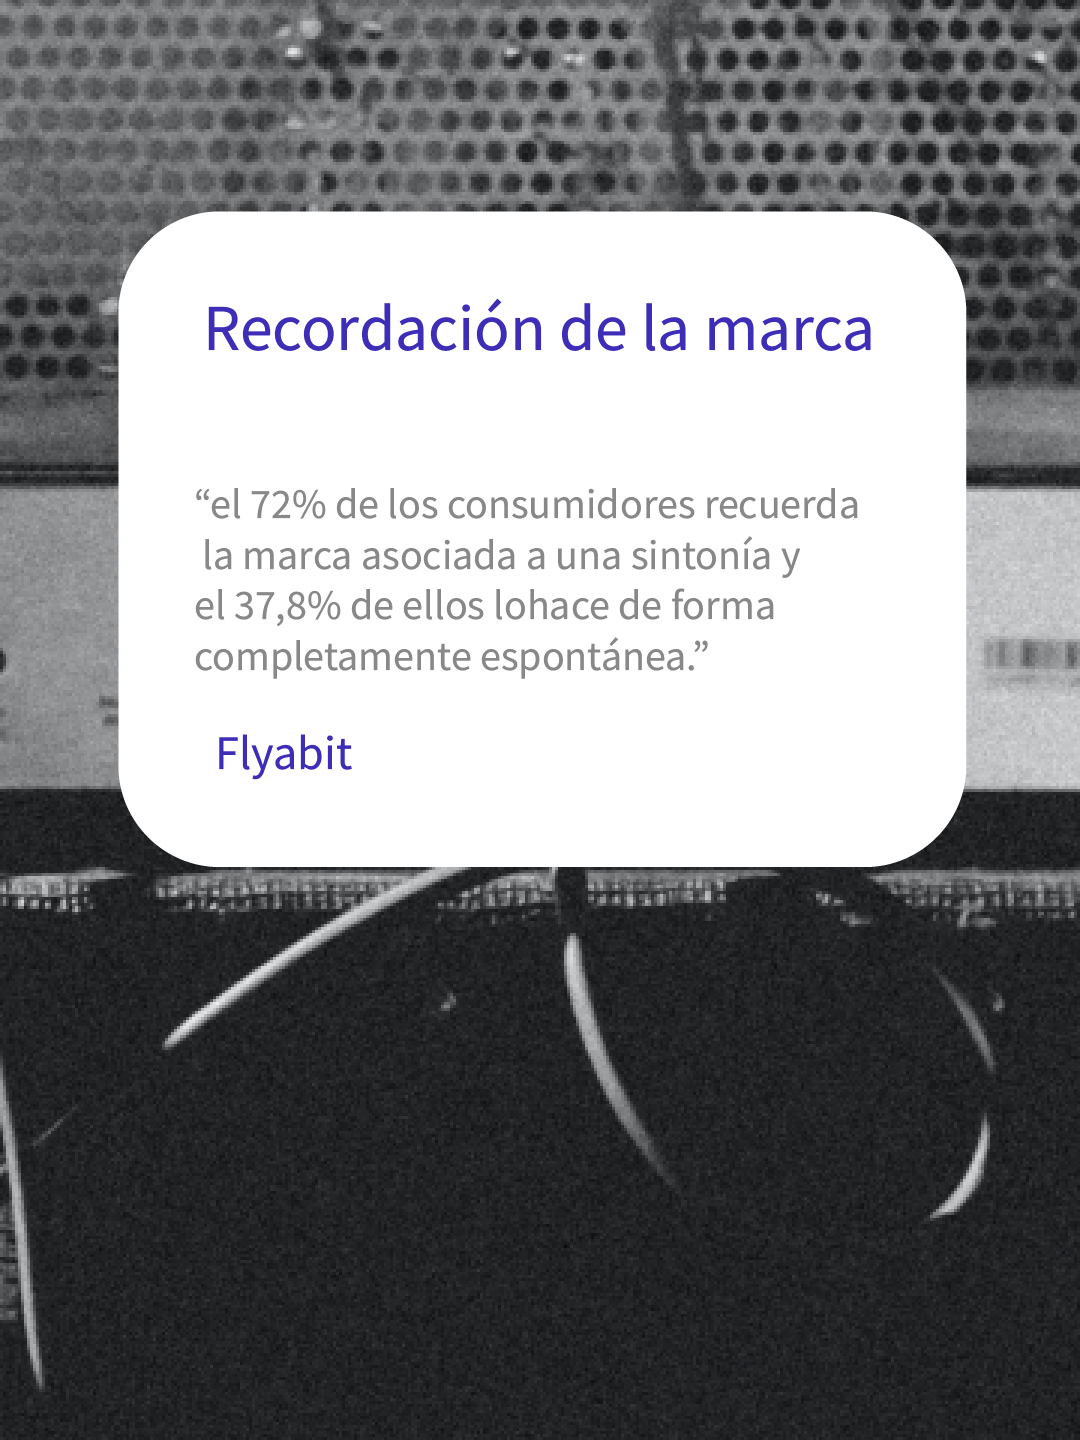 Recordación de la marca
“el 72% de los consumidores recuerda
la marca asociada a una sintonía y
el 37,8% de ellos lohace de forma
completamente espontánea.”
Flyabit